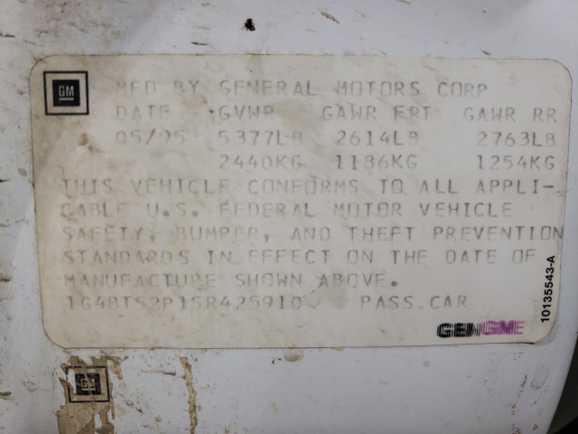 GM
MFD BY GENERAL MOTORS CORP
DATE GVWR GAWR FRT GAWR RR
05/95 5377LB 2614LB 2763LB
2440KG 1186KG 1254KG
THIS VEHICLE CONFORMS TO ALL APPLI-
CABLE U.S. FEDERAL MOTOR VEHICLE
SAFETY, BUMPER, AND THEFT PREVENTION
STANDARDS IN EFFECT ON THE DATE OF
MANUFACTURE SHOWN ABOVE.
1G4BT52P1SR425910 PASS.CAR
GME
10135543-A
GM